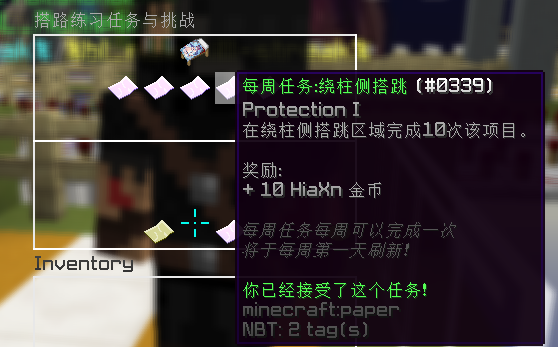 搭路练习任务与挑战
每周任务:绕柱侧搭跳 (#0339)
Protection I
在绕柱侧搭跳区域完成10次该项目。
奖励:
+ 10 HiaXn 金币
每周任务每周可以完成一次
将于每周第一天刷新!
Inventory
你已经接受了这个任务!
minecraft:paper
NBT: 2 tag(s)